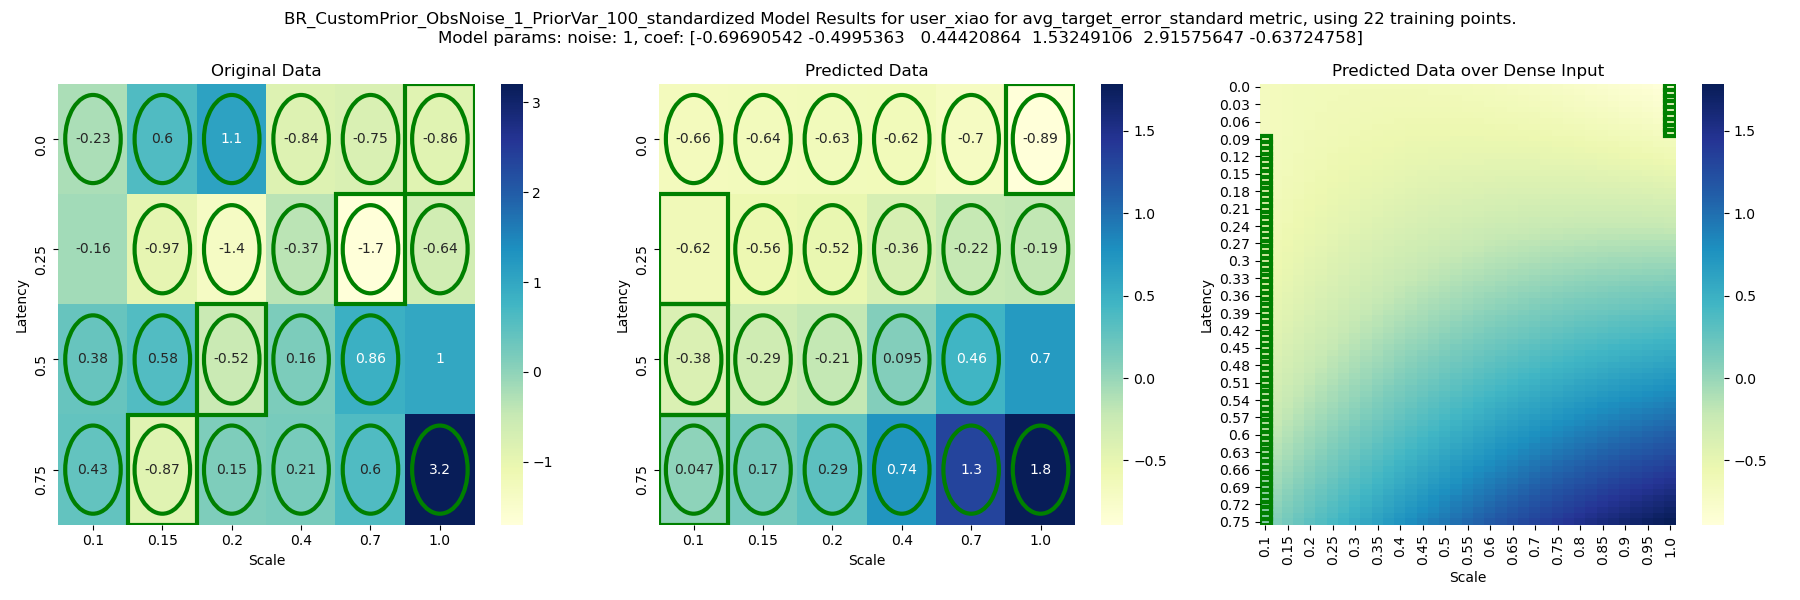 BR_CustomPrior_ObsNoise_1_PriorVar_100_standardized Model Results for user_xiao for avg_target_error_standard metric, using 22 training points.
Model params: noise: 1, coef: [-0.69690542 -0.4995363 0.44420864 1.53249106 2.91575647 -0.63724758]
Original Data
Latency
0.0 -0.23 0.6 1.1 -0.84 -0.75 -0.86
0.25 -0.16 -0.97 -1.4 -0.37 -1.7 -0.64
0.5 0.38 0.58 -0.52 0.16 0.86 1
0.75 0.43 -0.87 0.15 0.21 0.6 3.2
0.1 0.15 0.2 0.4 0.7 1.0
Scale
3
2
1
0
−1
Predicted Data
Latency
0.0 -0.66 -0.64 -0.63 -0.62 -0.7 -0.89
0.25 -0.62 -0.56 -0.52 -0.36 -0.22 -0.19
0.5 -0.38 -0.29 -0.21 0.095 0.46 0.7
0.75 0.047 0.17 0.29 0.74 1.3 1.8
0.1 0.15 0.2 0.4 0.7 1.0
Scale
1.5
1.0
0.5
0.0
−0.5
Predicted Data over Dense Input
Latency
0.0
0.03
0.06
0.09
0.12
0.15
0.18
0.21
0.24
0.27
0.3
0.33
0.36
0.39
0.42
0.45
0.48
0.51
0.54
0.57
0.6
0.63
0.66
0.69
0.72
0.75
0.1 0.15 0.2 0.25 0.3 0.35 0.4 0.45 0.5 0.55 0.6 0.65 0.7 0.75 0.8 0.85 0.9 0.95 1.0
Scale
1.5
1.0
0.5
0.0
−0.5